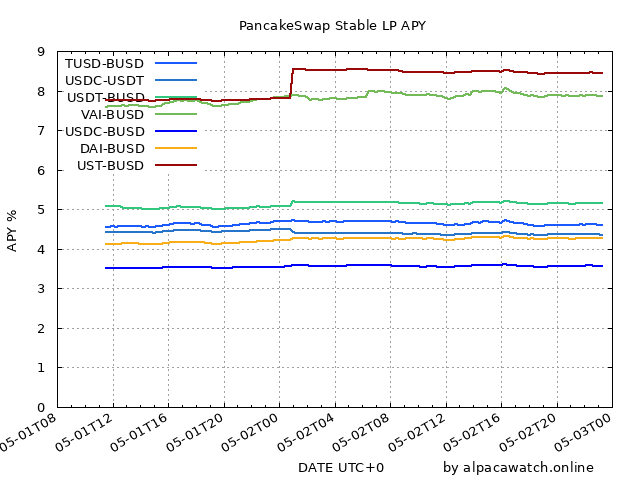 PancakeSwap Stable LP APY
9
8
7
6
5
4
3
2
1
0
APY %
TUSD-BUSD
USDC-USDT
USDT-BUSD
VAI-BUSD
USDC-BUSD
DAI-BUSD
UST-BUSD
05-01T08
05-01T12
05-01T16
05-01T20
05-02T00
05-02T04
05-02T08
05-02T12
05-02T16
05-02T20
05-03T00
DATE UTC+0
by alpacawatch.online